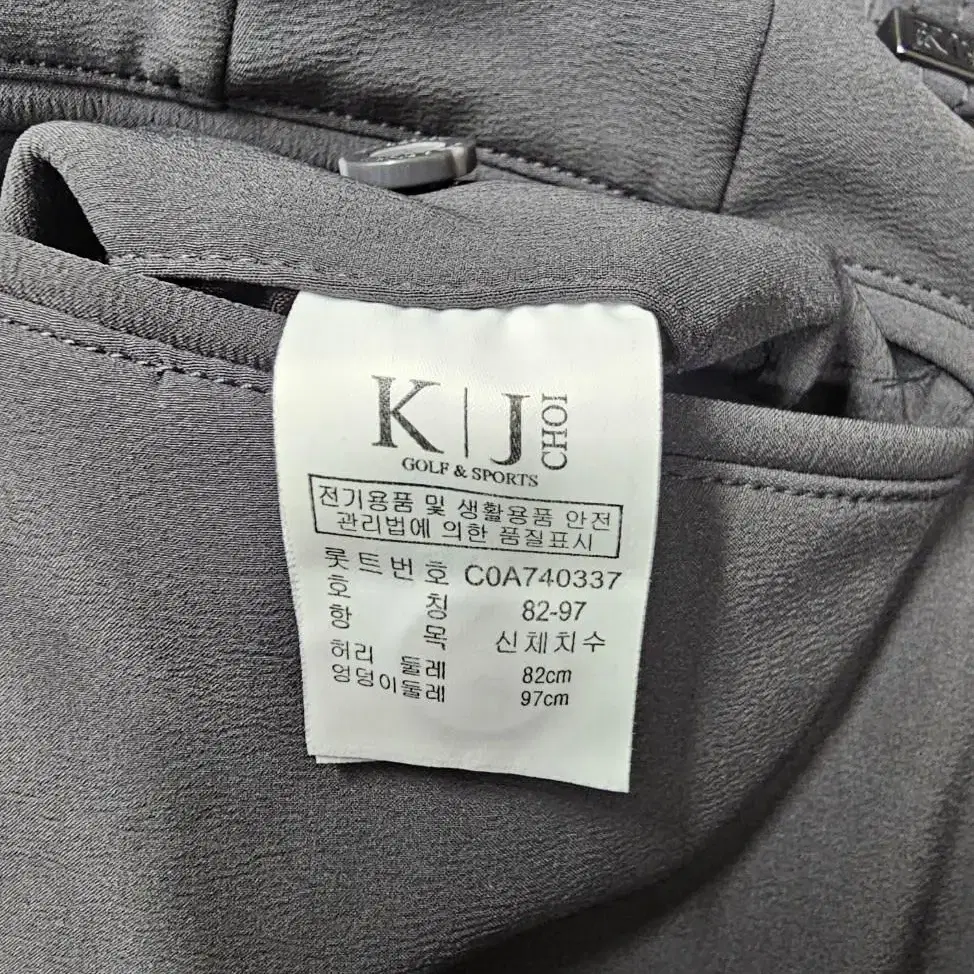 K J CHOI
GOLF & SPORTS
전기용품 및 생활용품 안전
관리법에 의한 품질표시
롯트번호 C0A740337
호 칭 82-97
항 목 신체치수
허리 둘레 82cm
엉덩이둘레 97cm